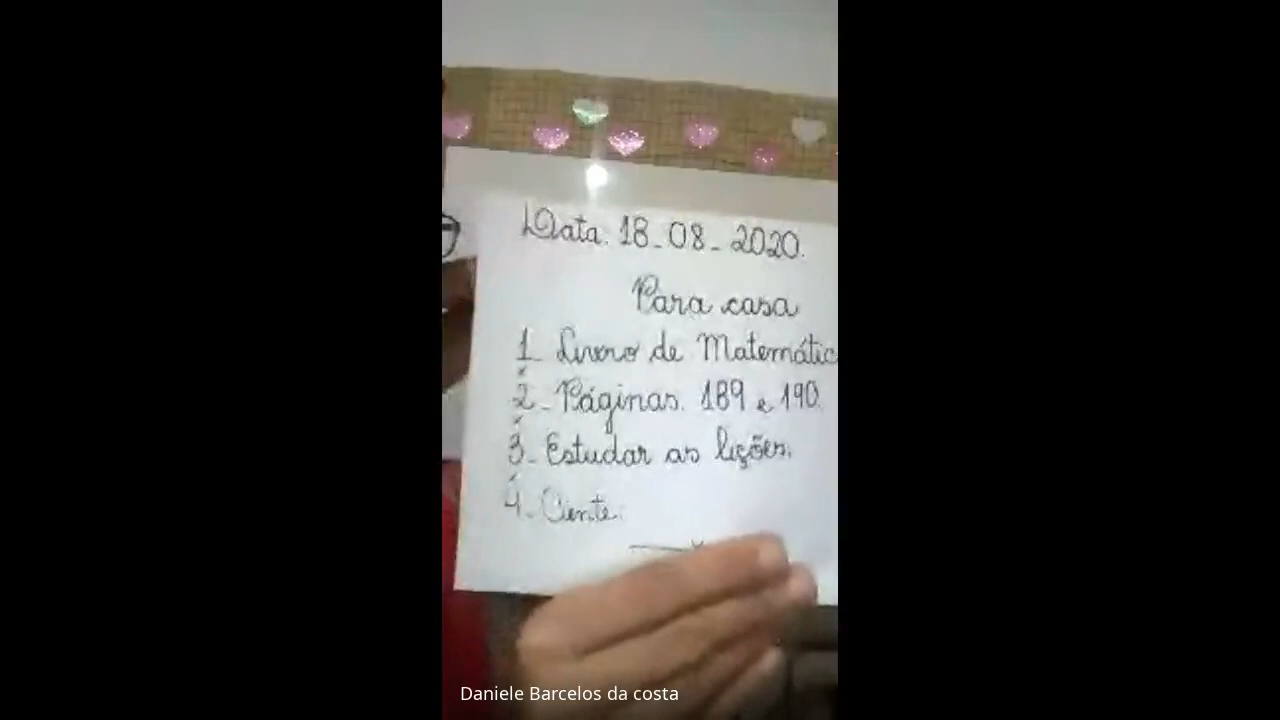 Data: 18-08-2020.
Para casa
1- Livro de Matemátic
2- Páginas: 189 e 190.
3- Estudar as lições.
4- Ciente:
Daniele Barcelos da costa